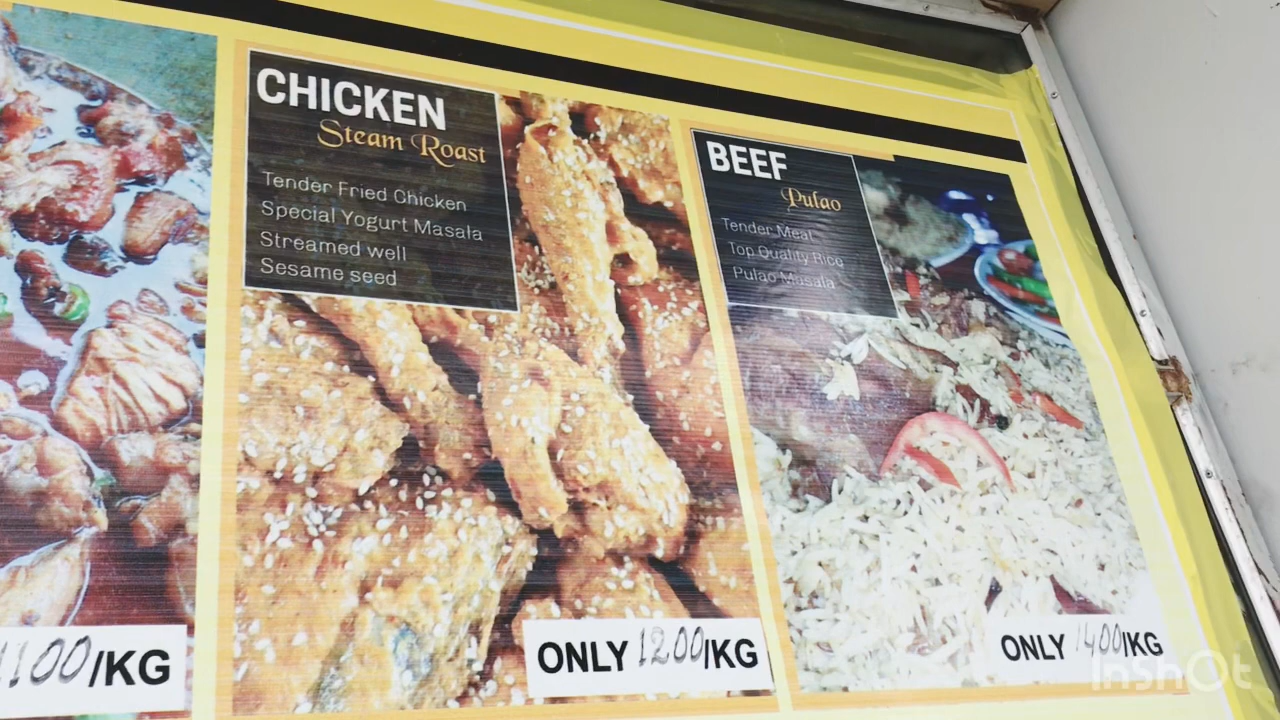 CHICKEN
Steam Roast
Tender Fried Chicken
Special Yogurt Masala
Streamed well
Sesame seed
BEEF
Pulao
Tender Meat
Top Quality Rice
Pulao Masala
1100/KG
ONLY 1200/KG
ONLY 1400/KG
InShOt